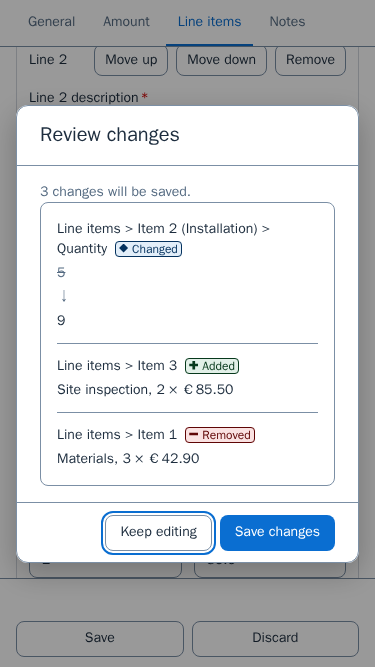 General Amount Line items Notes
Line 2 Move up Move down Remove
Line 2 description *
Review changes
3 changes will be saved.
Line items > Item 2 (Installation) >
Quantity Changed
5
↓
9
Line items > Item 3 Added
Site inspection, 2 × € 85.50
Line items > Item 1 Removed
Materials, 3 × € 42.90
Keep editing Save changes
Save Discard